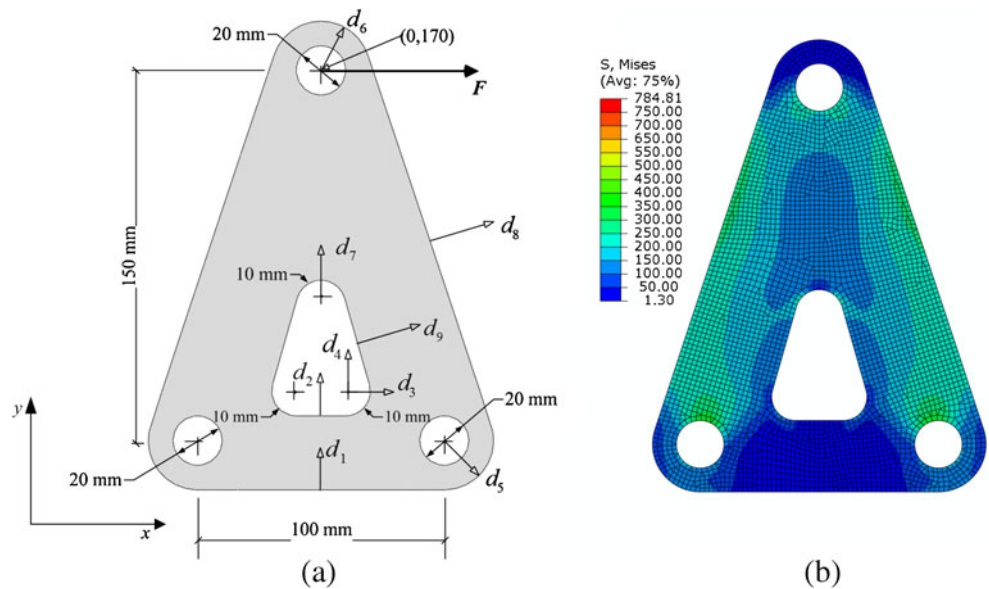 20 mm
d6
(0,170)
F
d8
150 mm
d7
10 mm
d9
d4
d2
d3
10 mm
10 mm
20 mm
y
d1
20 mm
d5
x
100 mm
(a)
S, Mises
(Avg: 75%)
784.81
750.00
700.00
650.00
600.00
550.00
500.00
450.00
400.00
350.00
300.00
250.00
200.00
150.00
100.00
50.00
1.30
(b)